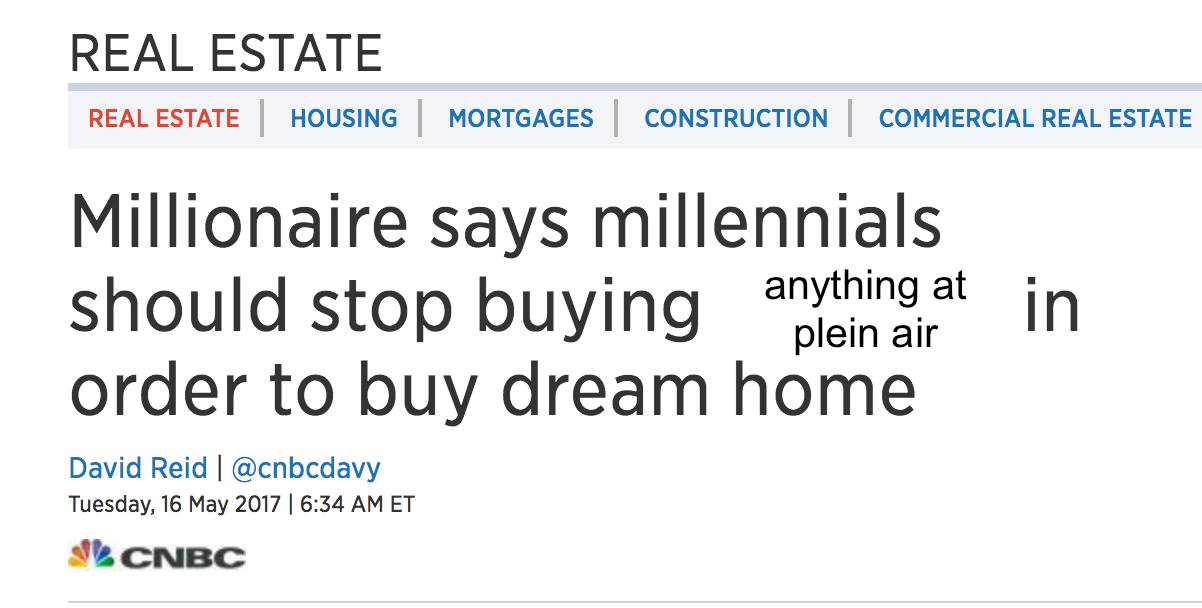 REAL ESTATE
REAL ESTATE | HOUSING | MORTGAGES | CONSTRUCTION | COMMERCIAL REAL ESTATE
Millionaire says millennials
should stop buying anything at plein air in
order to buy dream home
David Reid | @cnbcdavy
Tuesday, 16 May 2017 | 6:34 AM ET
CNBC